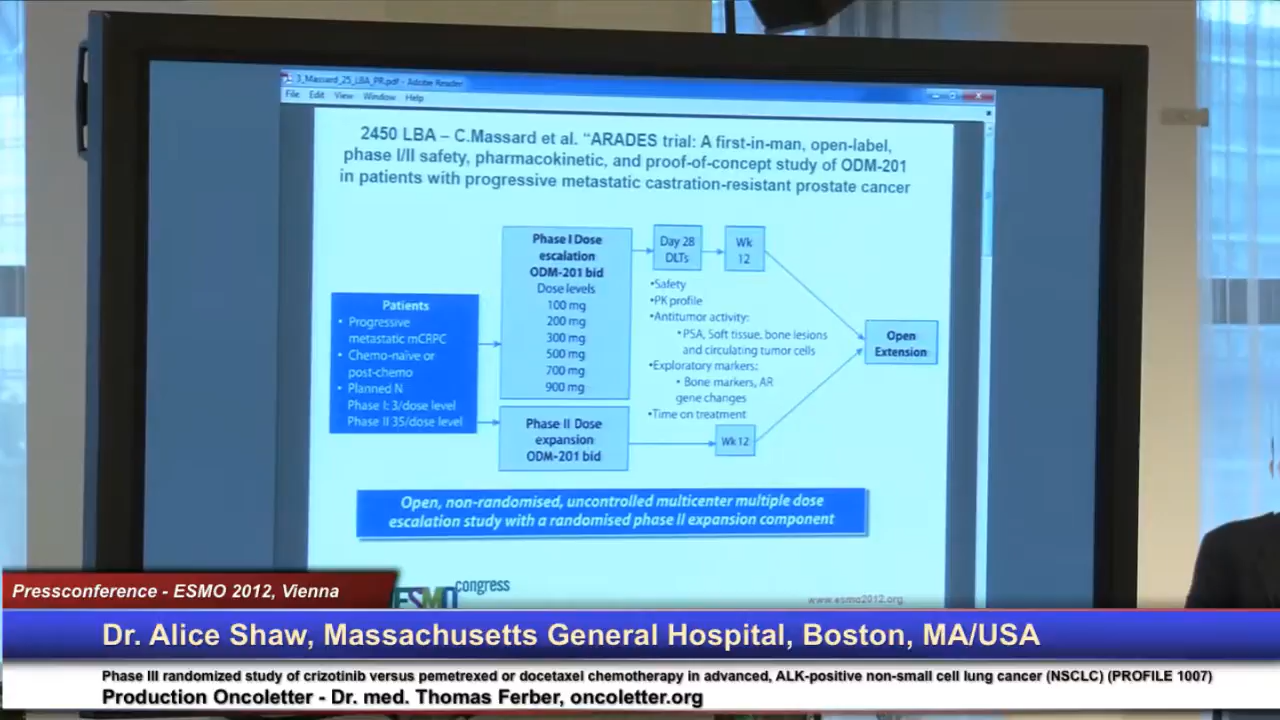 3_Massard_25_LBA_PR.pdf - Adobe Reader
File Edit View Window Help
2450 LBA – C.Massard et al. “ARADES trial: A first-in-man, open-label,
phase I/II safety, pharmacokinetic, and proof-of-concept study of ODM-201
in patients with progressive metastatic castration-resistant prostate cancer
Patients
• Progressive
metastatic mCRPC
• Chemo-naïve or
post-chemo
• Planned N
Phase I: 3/dose level
Phase II 35/dose level
Phase I Dose
escalation
ODM-201 bid
Dose levels
100 mg
200 mg
300 mg
500 mg
700 mg
900 mg
Phase II Dose
expansion
ODM-201 bid
Day 28
DLTs
Wk
12
•Safety
•PK profile
•Antitumor activity:
•PSA, Soft tissue, bone lesions
and circulating tumor cells
•Exploratory markers:
• Bone markers, AR
gene changes
•Time on treatment
Wk 12
Open
Extension
Open, non-randomised, uncontrolled multicenter multiple dose
escalation study with a randomised phase II expansion component
ESMO congress
www.esmo2012.org
Pressconference - ESMO 2012, Vienna
Dr. Alice Shaw, Massachusetts General Hospital, Boston, MA/USA
Phase III randomized study of crizotinib versus pemetrexed or docetaxel chemotherapy in advanced, ALK-positive non-small cell lung cancer (NSCLC) (PROFILE 1007)
Production Oncoletter - Dr. med. Thomas Ferber, oncoletter.org